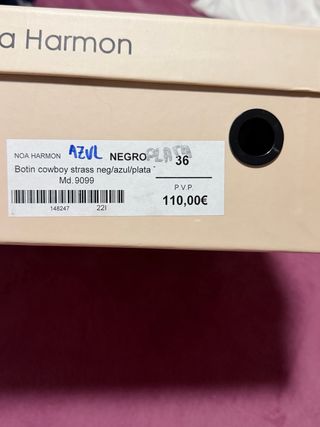 a Harmon
NOA HARMON AZUL NEGRO PLATA 36
Botin cowboy strass neg/azul/plata
Md. 9099
P.V.P.
148247 22I
110,00€